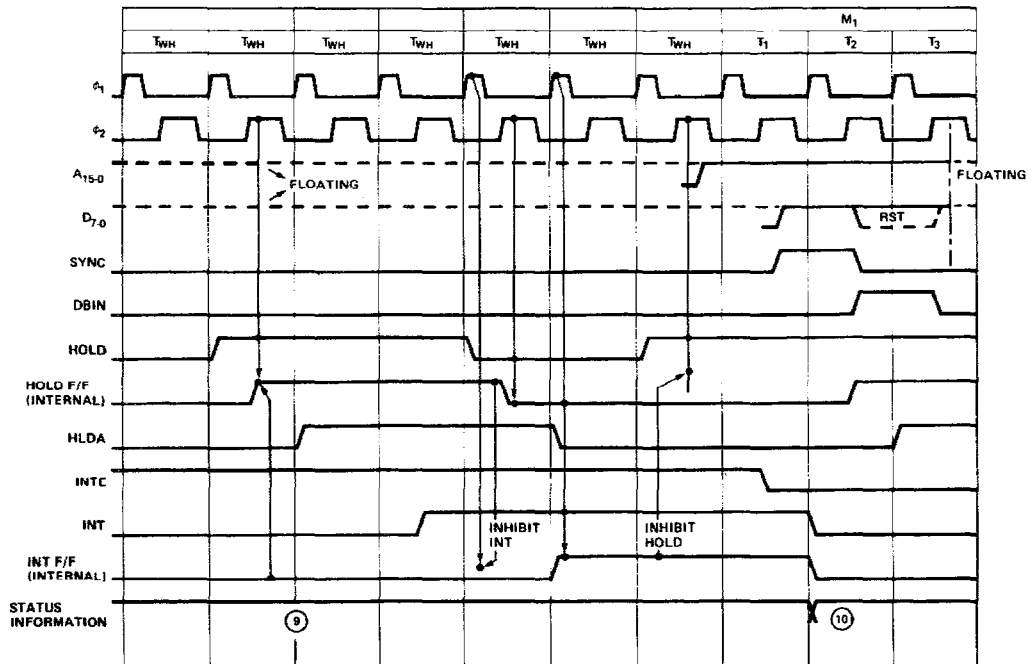 M1
TWH TWH TWH TWH TWH TWH TWH T1 T2 T3
ϕ1
ϕ2
A15-0
FLOATING
FLOATING
D7-0
RST
SYNC
DBIN
HOLD
HOLD F/F
(INTERNAL)
HLDA
INTE
INT
INHIBIT
INT
INHIBIT
HOLD
INT F/F
(INTERNAL)
STATUS
INFORMATION
9
10